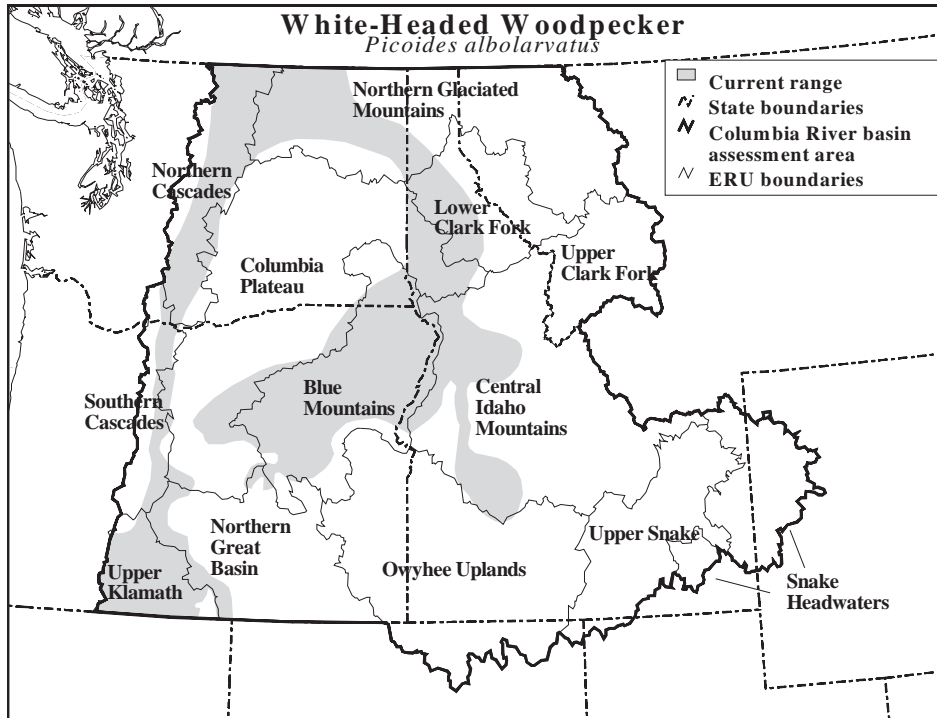 White-Headed Woodpecker
Picoides albolarvatus
Current range
State boundaries
Columbia River basin
assessment area
ERU boundaries
Northern Glaciated
Mountains
Northern
Cascades
Lower
Clark Fork
Upper
Clark Fork
Columbia
Plateau
Blue
Mountains
Central
Idaho
Mountains
Southern
Cascades
Northern
Great
Basin
Upper Snake
Owyhee Uplands
Upper
Klamath
Snake
Headwaters